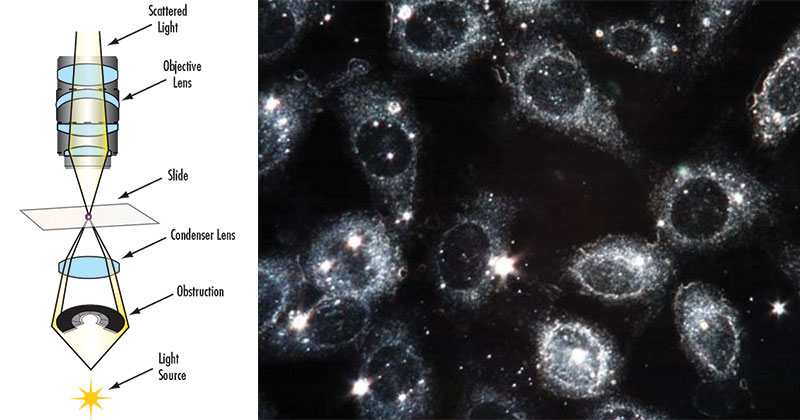 Scattered
Light
Objective
Lens
Slide
Condenser Lens
Obstruction
Light
Source